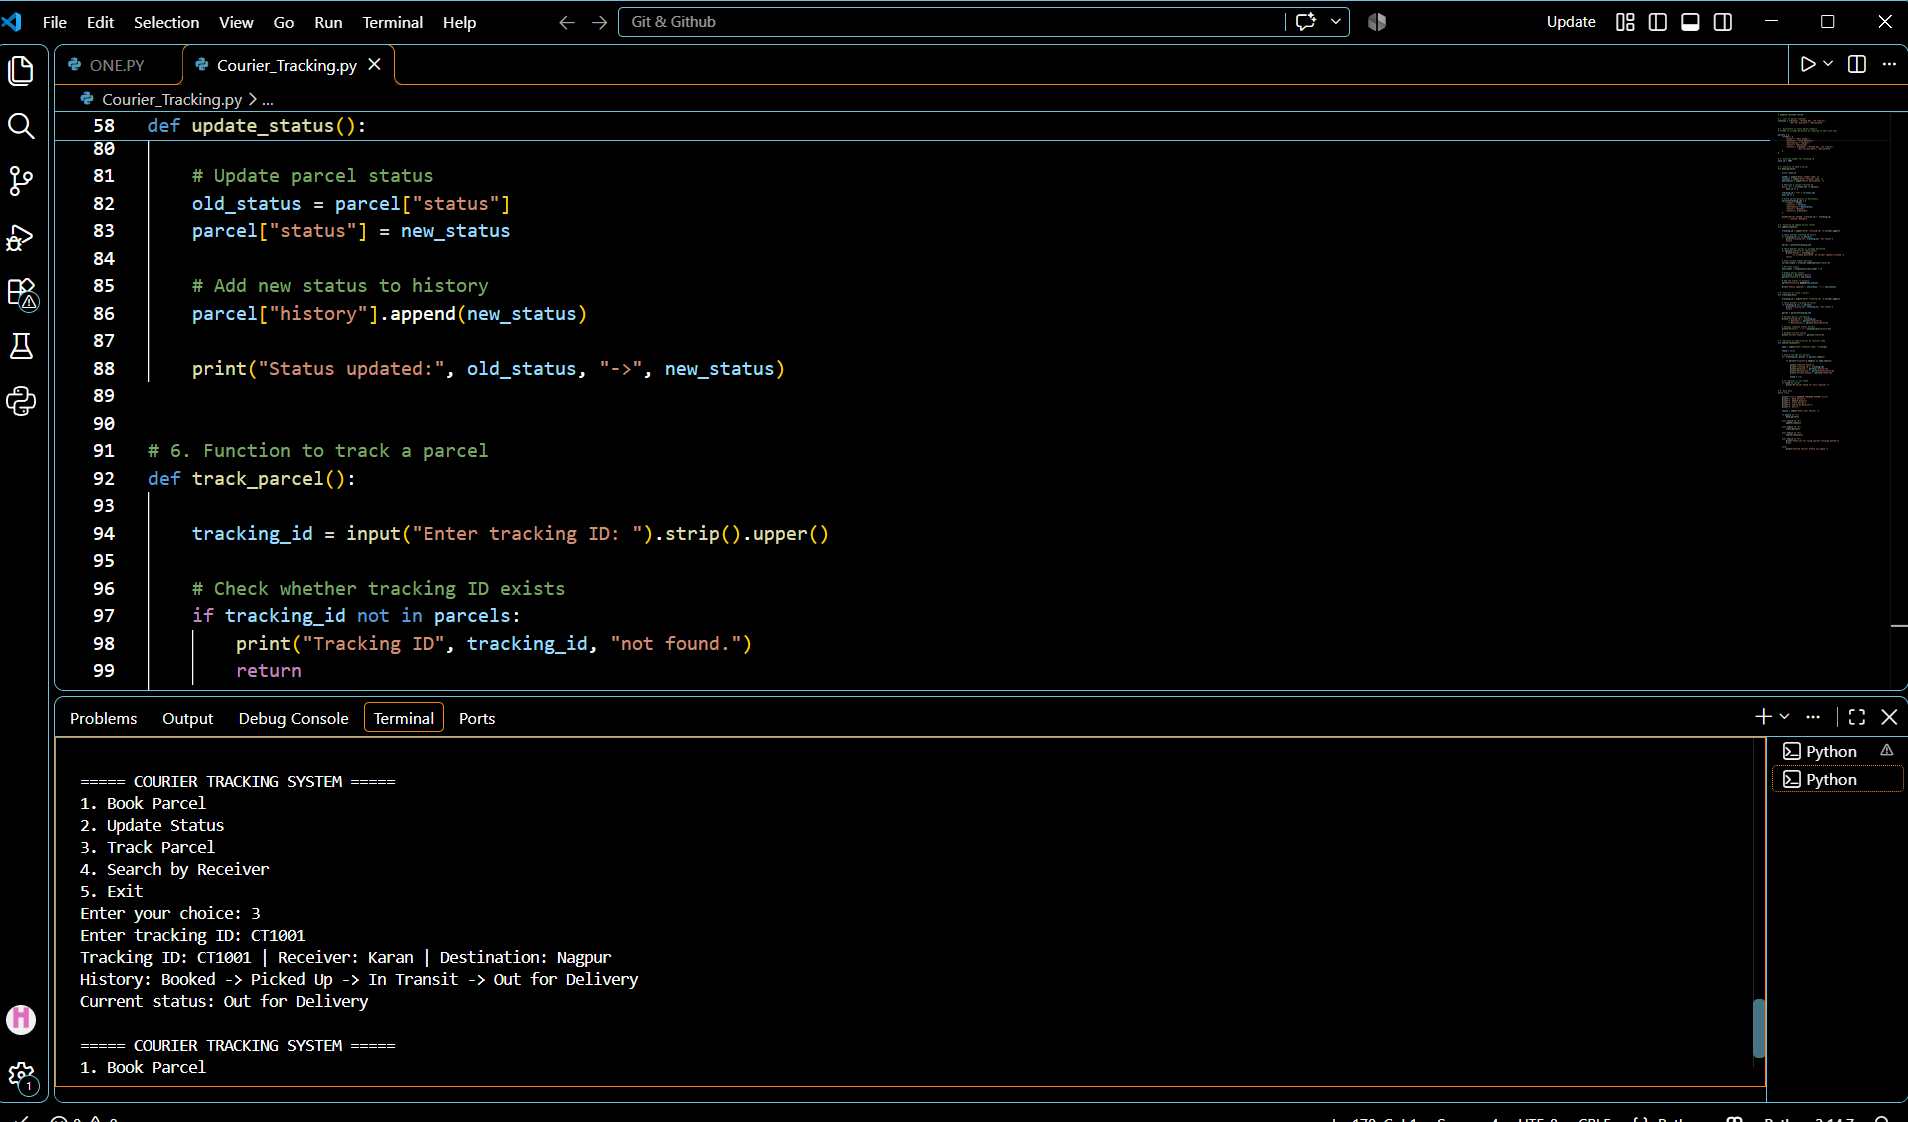 File Edit Selection View Go Run Terminal Help
Git & Github
Update
ONE.PY
Courier_Tracking.py
Courier_Tracking.py > ...
58 def update_status():
80
81 # Update parcel status
82 old_status = parcel["status"]
83 parcel["status"] = new_status
84
85 # Add new status to history
86 parcel["history"].append(new_status)
87
88 print("Status updated:", old_status, "->", new_status)
89
90
91 # 6. Function to track a parcel
92 def track_parcel():
93
94 tracking_id = input("Enter tracking ID: ").strip().upper()
95
96 # Check whether tracking ID exists
97 if tracking_id not in parcels:
98 print("Tracking ID", tracking_id, "not found.")
99 return
Problems Output Debug Console Terminal Ports
Python
Python
===== COURIER TRACKING SYSTEM =====
1. Book Parcel
2. Update Status
3. Track Parcel
4. Search by Receiver
5. Exit
Enter your choice: 3
Enter tracking ID: CT1001
Tracking ID: CT1001 | Receiver: Karan | Destination: Nagpur
History: Booked -> Picked Up -> In Transit -> Out for Delivery
Current status: Out for Delivery
===== COURIER TRACKING SYSTEM =====
1. Book Parcel
H
1